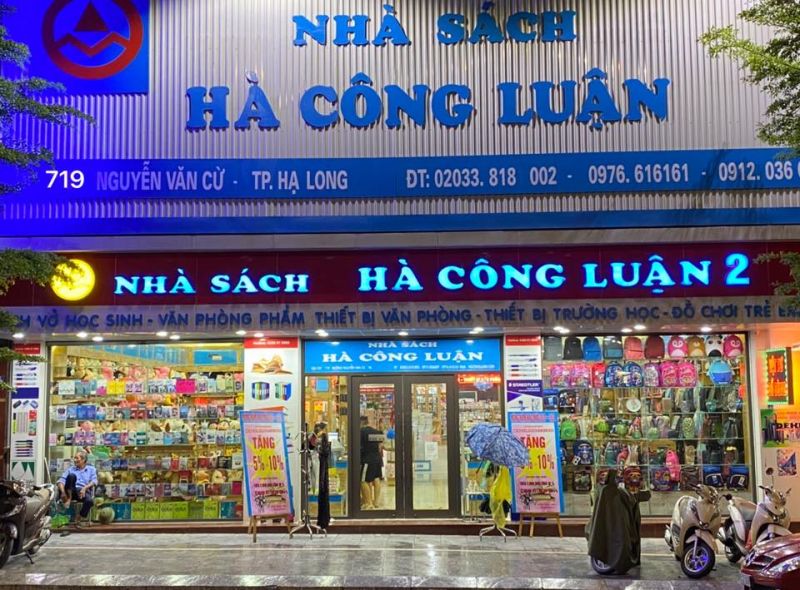 NHÀ SÁCH
HÀ CÔNG LUẬN
719 NGUYỄN VĂN CỪ - TP. HẠ LONG ĐT: 02033. 818 002 - 0976. 616161 - 0912. 036
NHÀ SÁCH HÀ CÔNG LUẬN 2
VỞ HỌC SINH - VĂN PHÒNG PHẨM THIẾT BỊ VĂN PHÒNG - THIẾT BỊ TRƯỜNG HỌC - ĐỒ CHƠI TRẺ EM
NHÀ SÁCH
HÀ CÔNG LUẬN
STAEDTLER
TẶNG
5% - 10%
TẶNG
10%